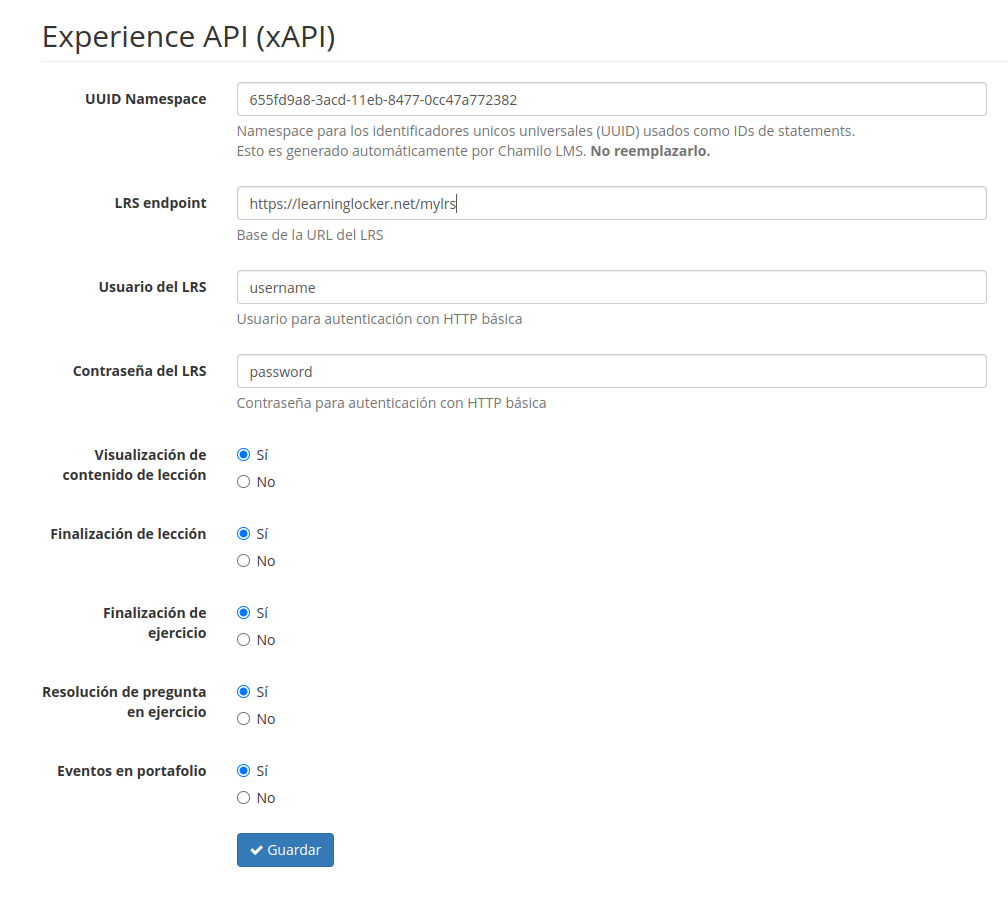 Experience API (xAPI)
UUID Namespace
655fd9a8-3acd-11eb-8477-0cc47a772382
Namespace para los identificadores unicos universales (UUID) usados como IDs de statements.
Esto es generado automáticamente por Chamilo LMS. No reemplazarlo.
LRS endpoint
https://learninglocker.net/mylrs
Base de la URL del LRS
Usuario del LRS
username
Usuario para autenticación con HTTP básica
Contraseña del LRS
password
Contraseña para autenticación con HTTP básica
Visualización de
contenido de lección
Sí
No
Finalización de lección
Sí
No
Finalización de
ejercicio
Sí
No
Resolución de pregunta
en ejercicio
Sí
No
Eventos en portafolio
Sí
No
Guardar